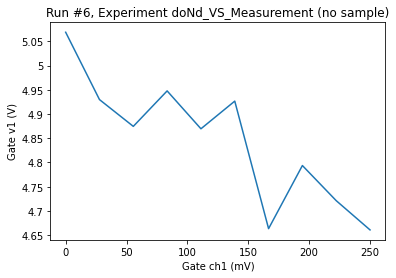 Run #6, Experiment doNd_VS_Measurement (no sample)
Gate v1 (V)
5.05
5
4.95
4.9
4.85
4.8
4.75
4.7
4.65
0 50 100 150 200 250
Gate ch1 (mV)